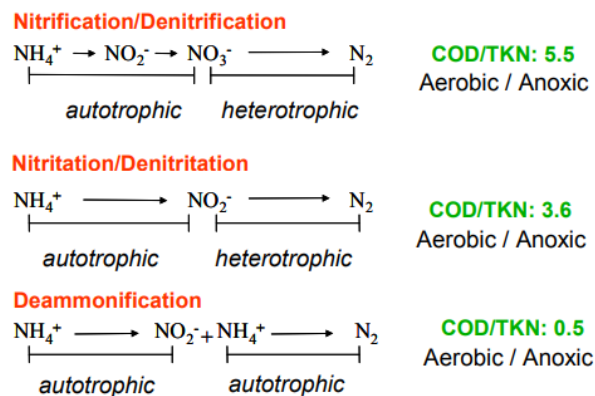 Nitrification/Denitrification
NH₄⁺ → NO₂⁻ → NO₃⁻ → N₂
COD/TKN: 5.5
autotrophic heterotrophic
Aerobic / Anoxic
Nitritation/Denitritation
NH₄⁺ → NO₂⁻ → N₂
COD/TKN: 3.6
autotrophic heterotrophic
Aerobic / Anoxic
Deammonification
NH₄⁺ → NO₂⁻ + NH₄⁺ → N₂
COD/TKN: 0.5
autotrophic autotrophic
Aerobic / Anoxic